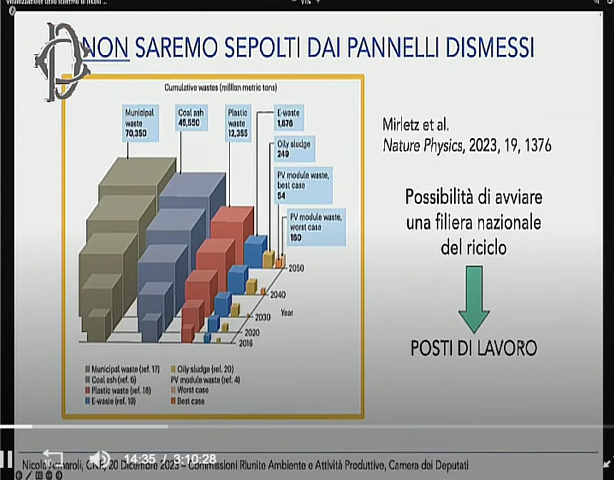 NON SAREMO SEPOLTI DAI PANNELLI DISMESSI
Cumulative wastes (million metric tons)
Municipal
waste
70,350
Coal ash
45,550
Plastic
waste
12,355
E-waste
1,876
Oily sludge
249
PV module waste,
best case
54
PV module waste,
worst case
160
2050
2040
2030
Year
2020
2016
Municipal waste (ref. 17)
Coal ash (ref. 6)
Plastic waste (ref. 18)
E-waste (ref. 19)
Oily sludge (ref. 20)
PV module waste (ref. 4)
Worst case
Best case
Mirletz et al.
Nature Physics, 2023, 19, 1376
Possibilità di avviare
una filiera nazionale
del riciclo
POSTI DI LAVORO
14:35 / 3:10:28
20 Dicembre 2023 – Commissioni Riunite Ambiente e Attività Produttive, Camera dei Deputati